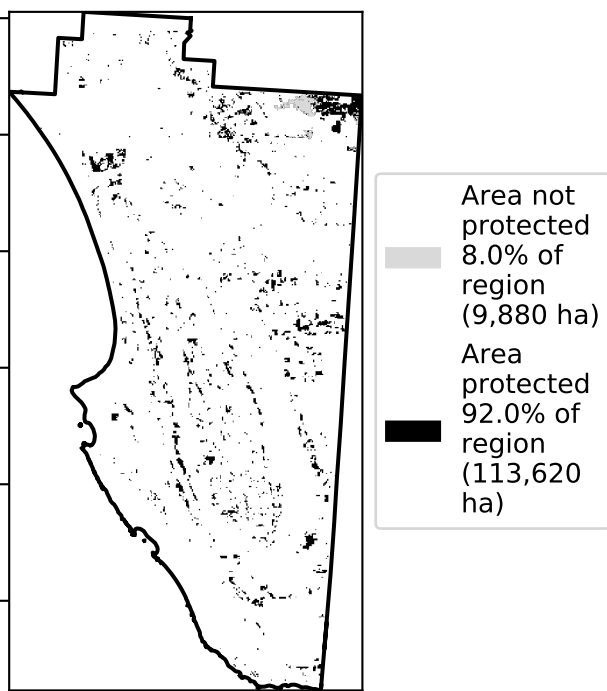 Area not
protected
8.0% of
region
(9,880 ha)
Area
protected
92.0% of
region
(113,620
ha)